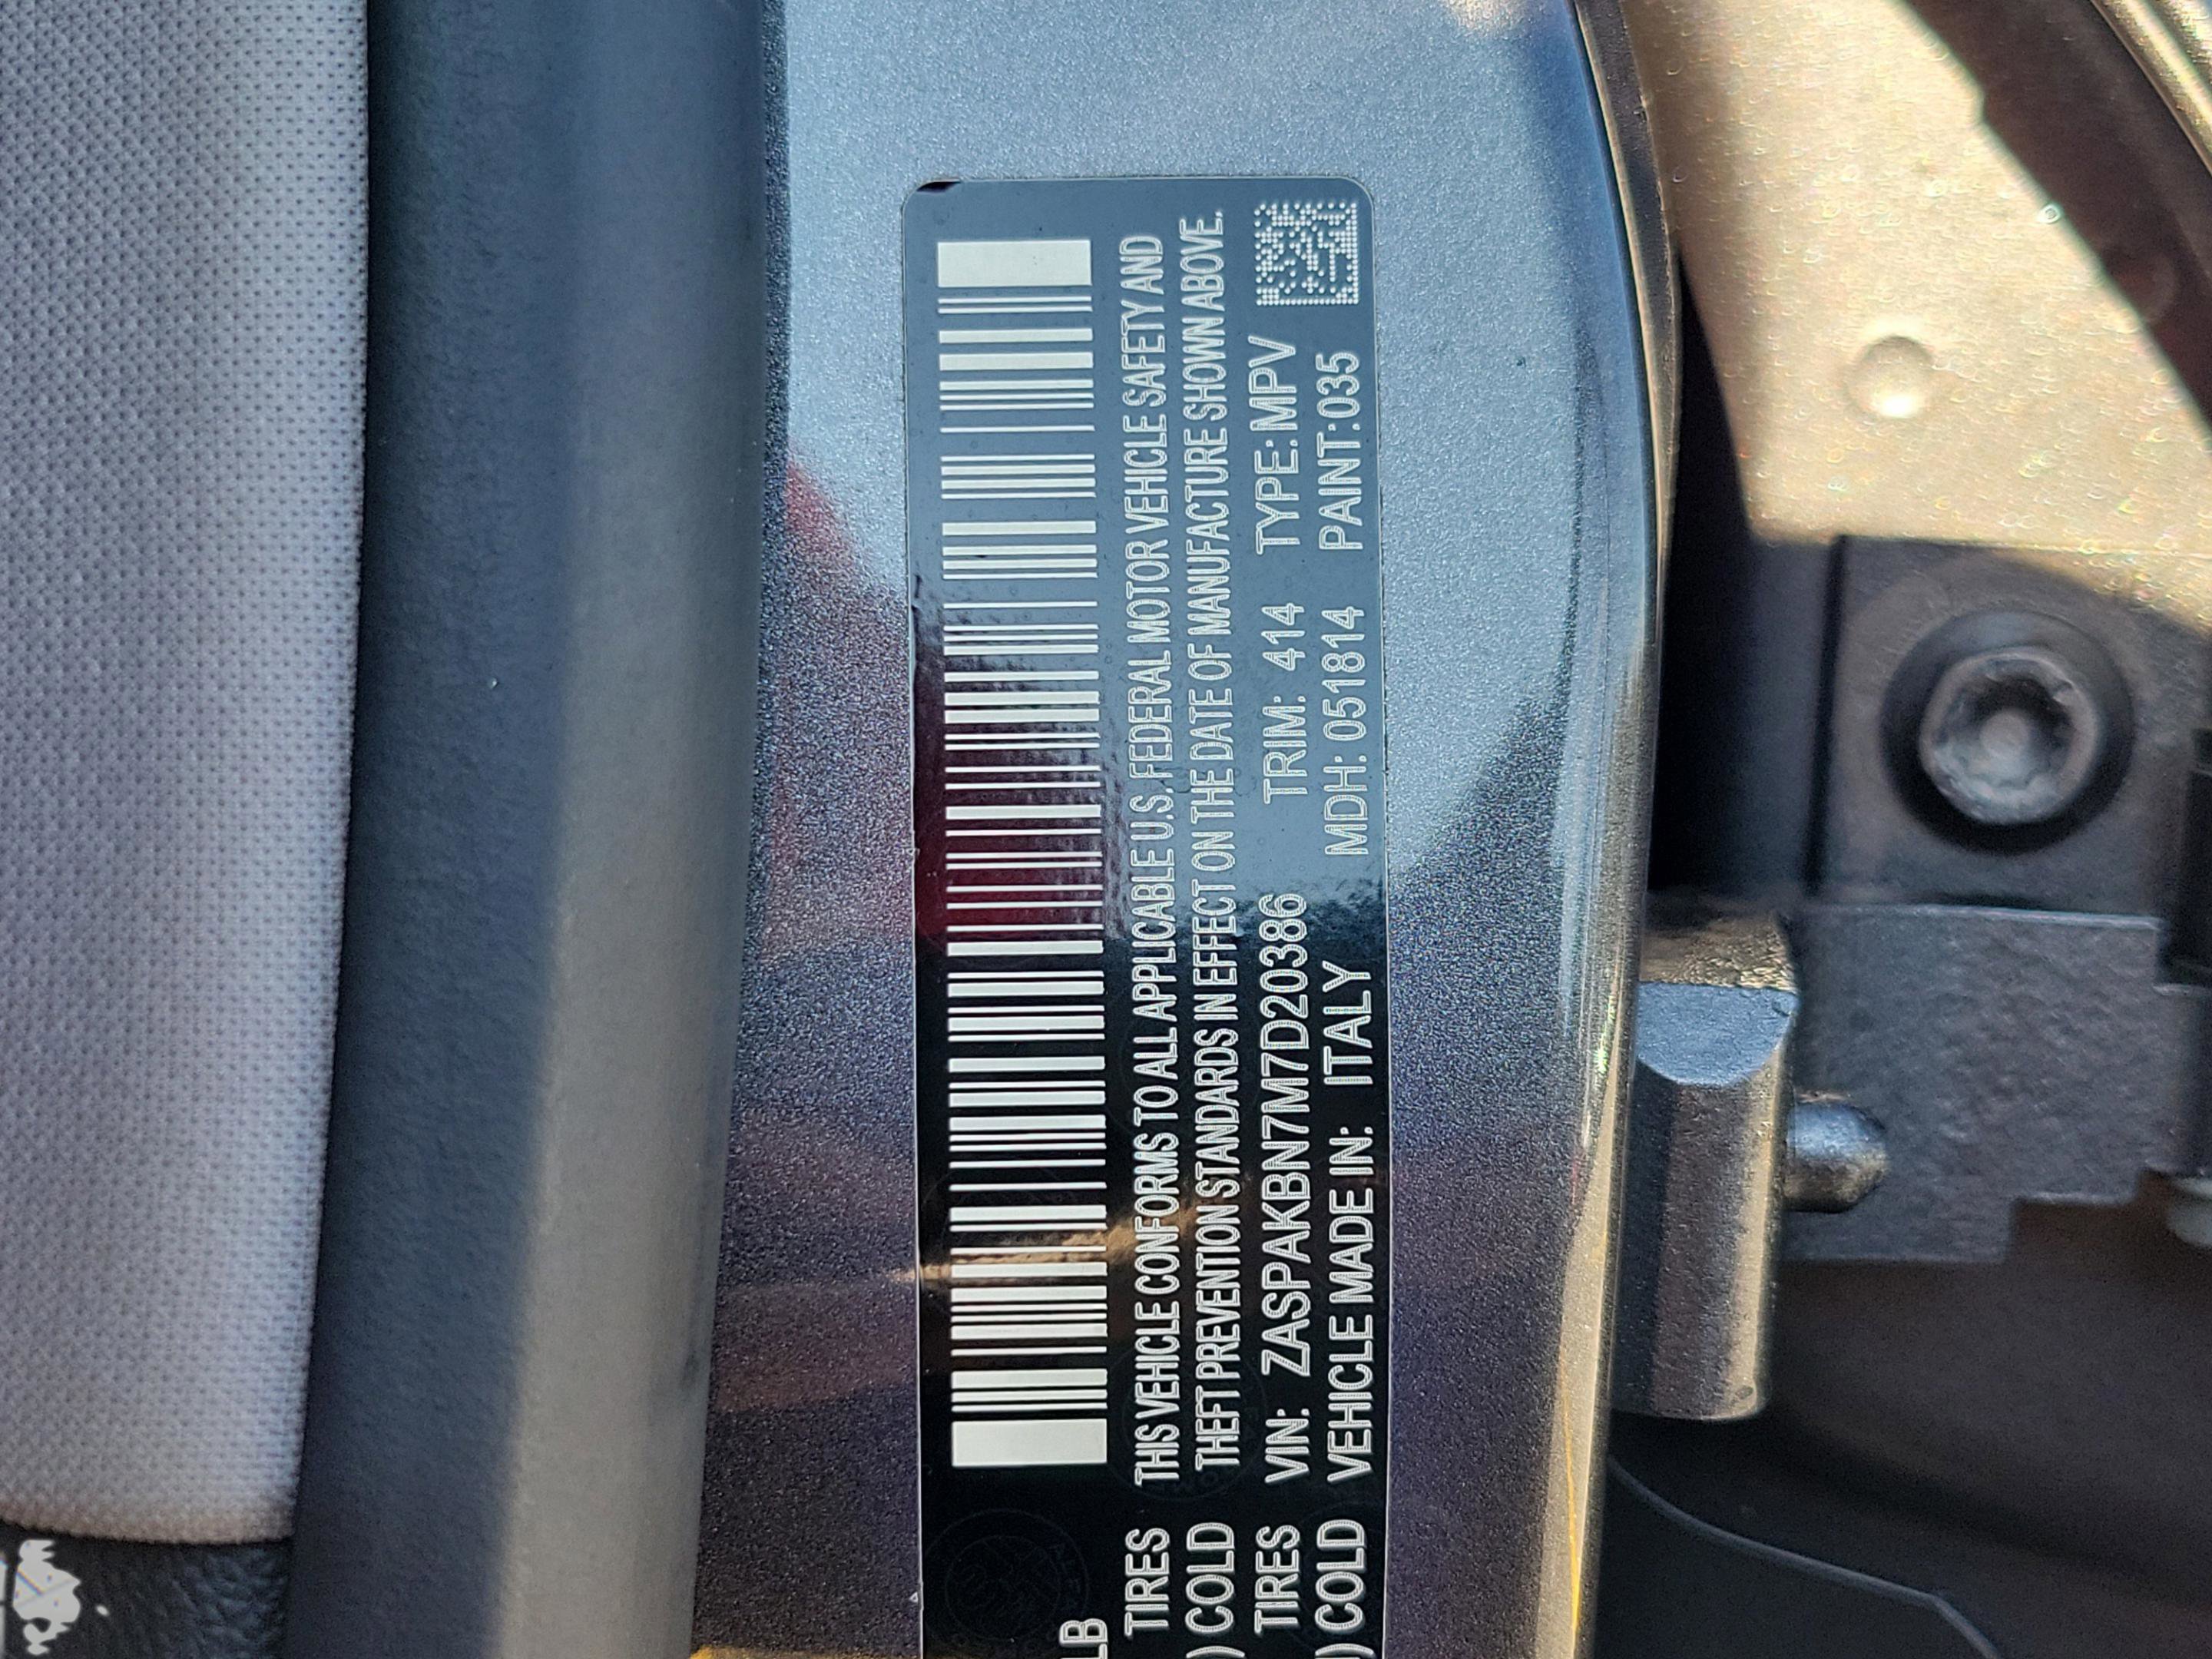 LB
TIRES
) COLD
TIRES
) COLD
THIS VEHICLE CONFORMS TO ALL APPLICABLE U.S. FEDERAL MOTOR VEHICLE SAFETY AND
THEFT PREVENTION STANDARDS IN EFFECT ON THE DATE OF MANUFACTURE SHOWN ABOVE.
VIN: ZASPAKBN7M7D20386 TRIM: 414 TYPE: MPV
VEHICLE MADE IN: ITALY MDH: 051814 PAINT:035